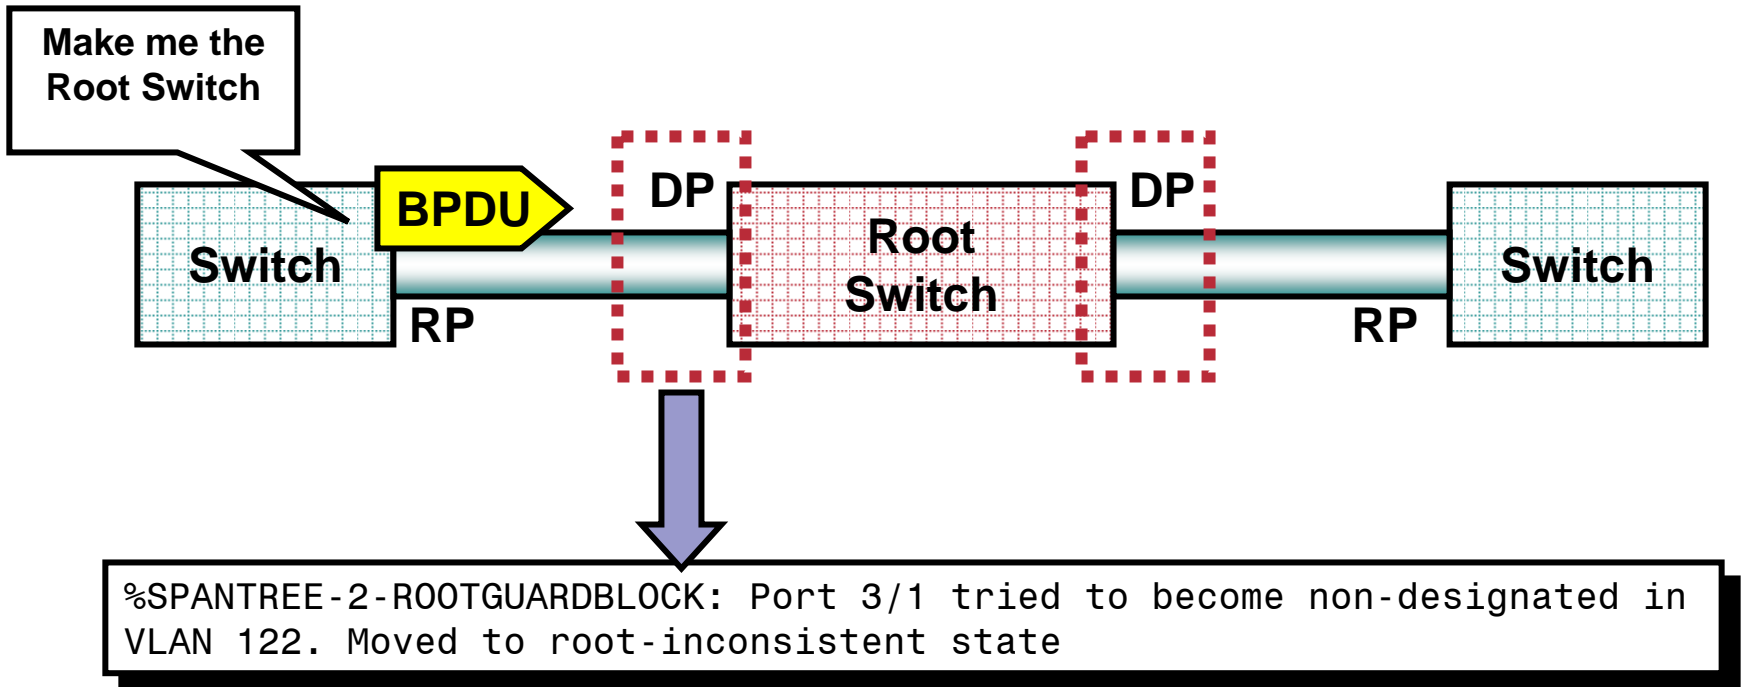 Make me the
Root Switch
BPDU
DP
DP
Switch
Root
Switch
Switch
RP
RP
%SPANTREE-2-ROOTGUARDBLOCK: Port 3/1 tried to become non-designated in
VLAN 122. Moved to root-inconsistent state